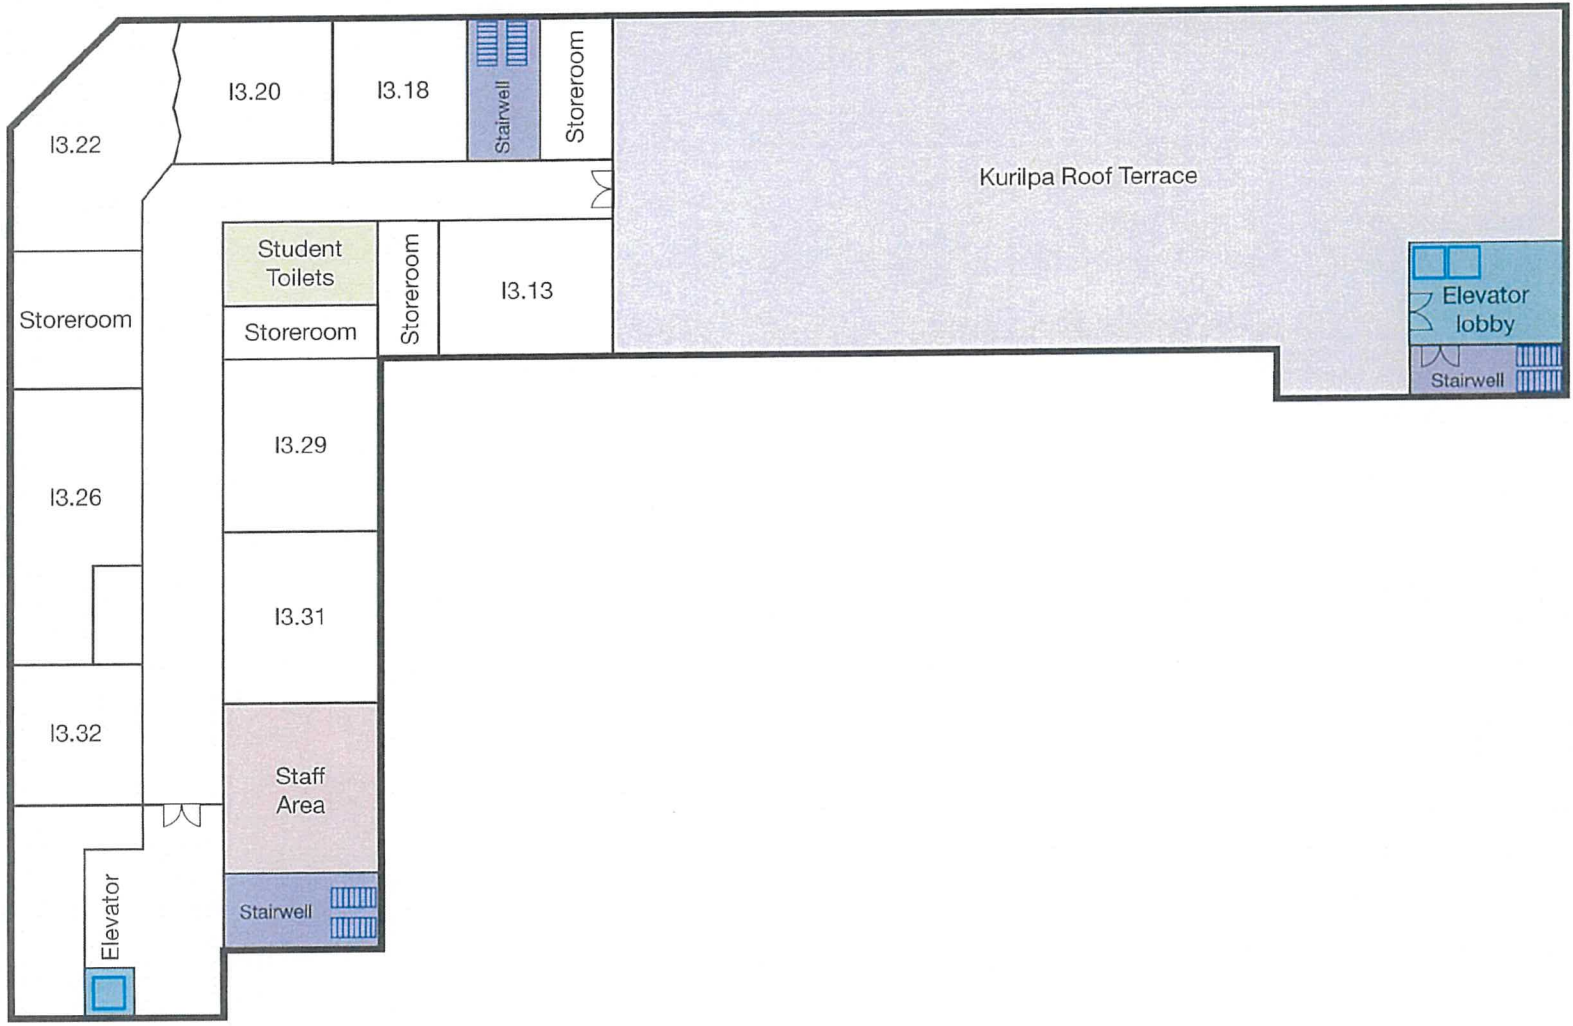 I3.20
I3.18
Stairwell
Storeroom
I3.22
Kurilpa Roof Terrace
Student
Toilets
Storeroom
I3.13
Storeroom
Storeroom
Elevator
lobby
Stairwell
I3.29
I3.26
I3.31
I3.32
Staff
Area
Elevator
Stairwell